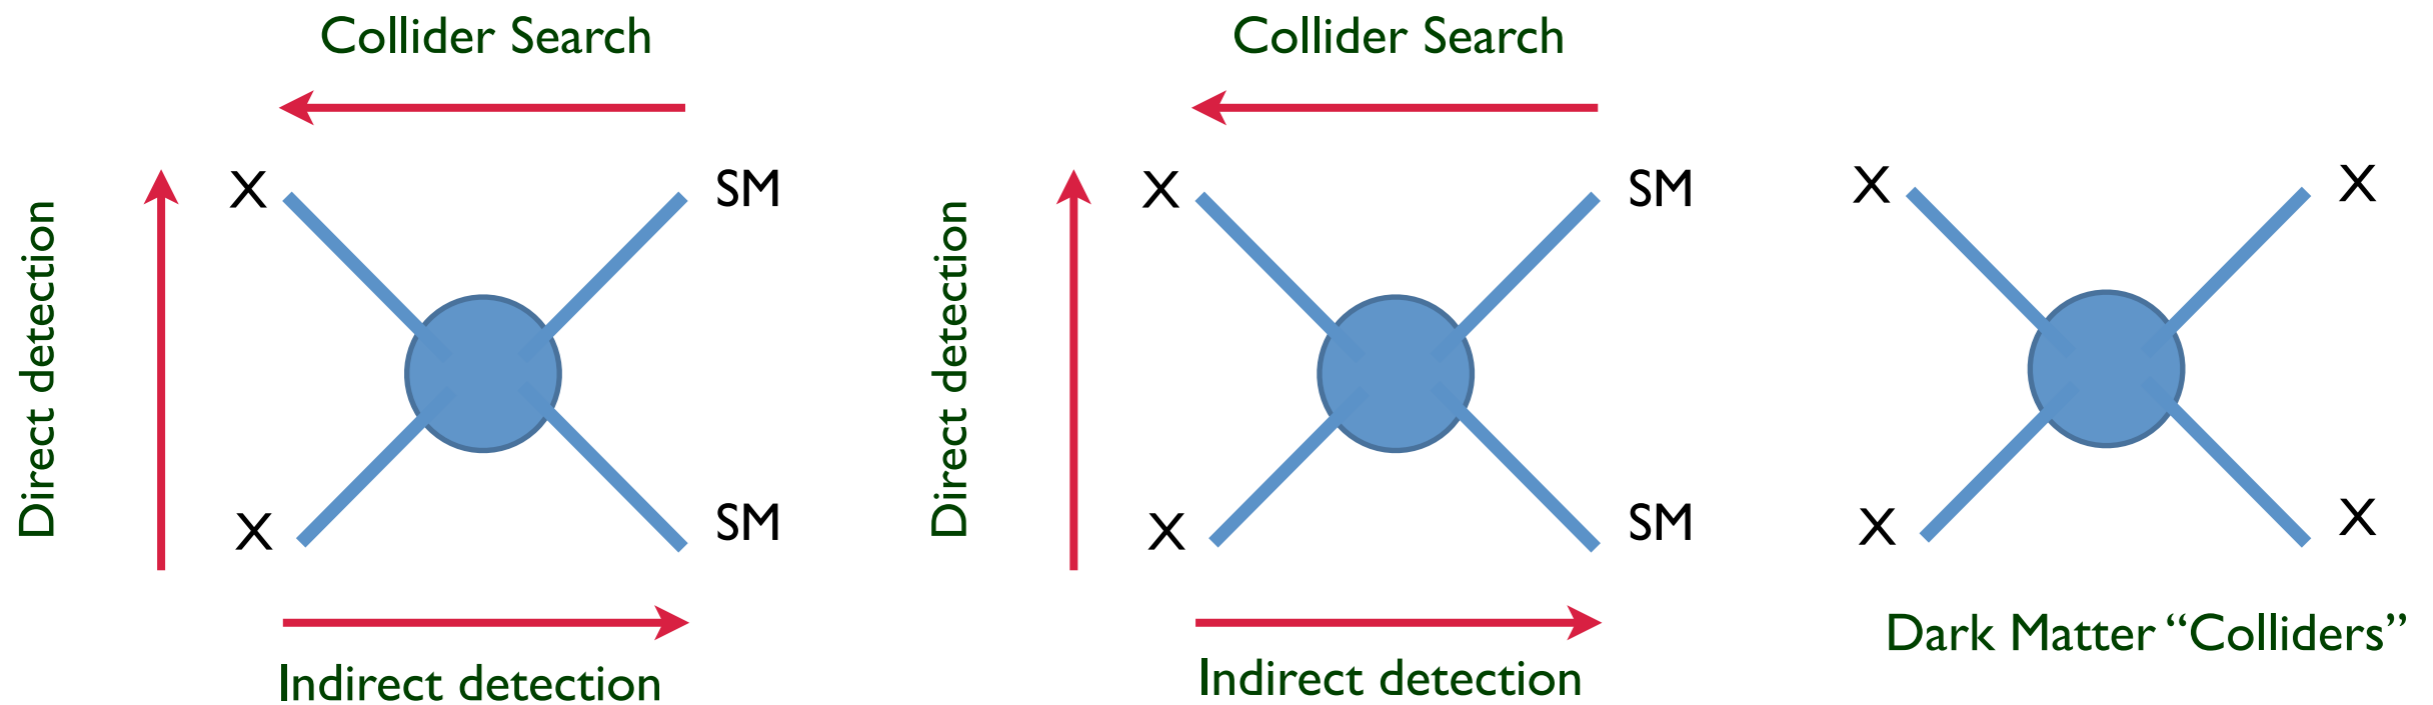 Collider Search
X
SM
Direct detection
X
SM
Indirect detection
Collider Search
X
SM
Direct detection
X
SM
Indirect detection
X
X
X
X
Dark Matter “Colliders”